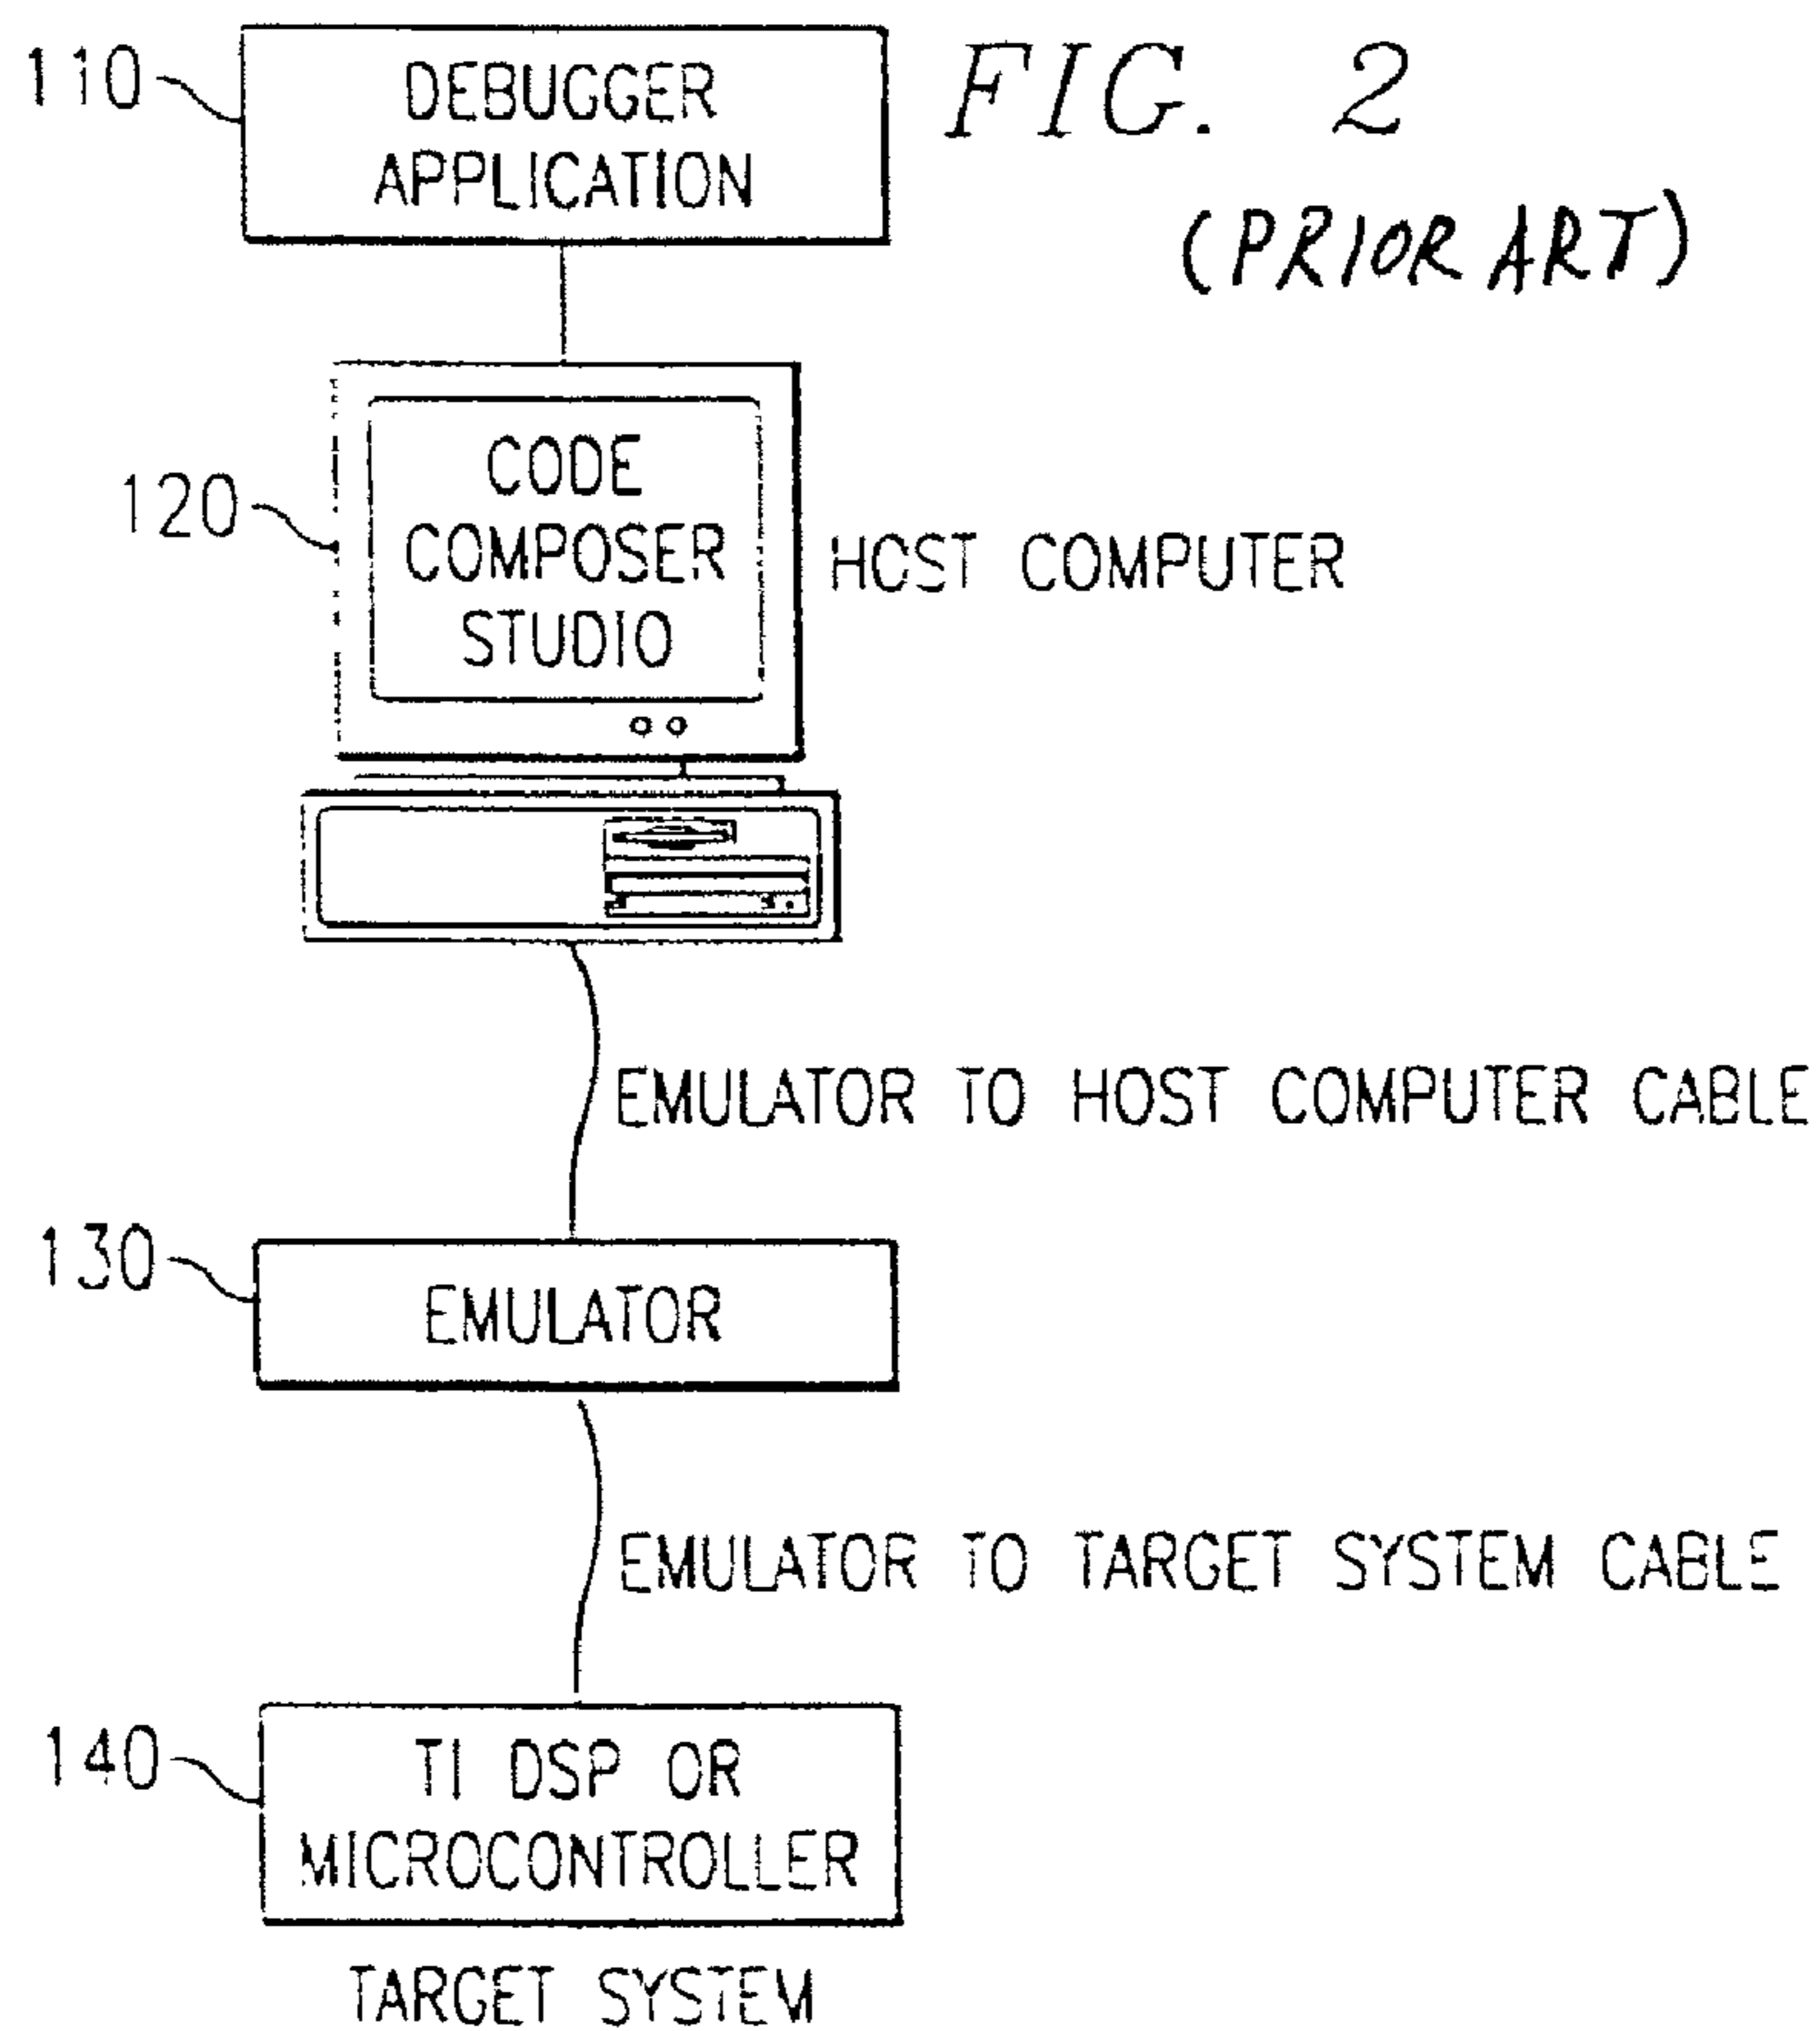 FIG. 2
(PRIOR ART)
110
DEBUGGER
APPLICATION
120
CODE
COMPOSER
STUDIO
HOST COMPUTER
EMULATOR TO HOST COMPUTER CABLE
130
EMULATOR
EMULATOR TO TARGET SYSTEM CABLE
140
TI DSP OR
MICROCONTROLLER
TARGET SYSTEM